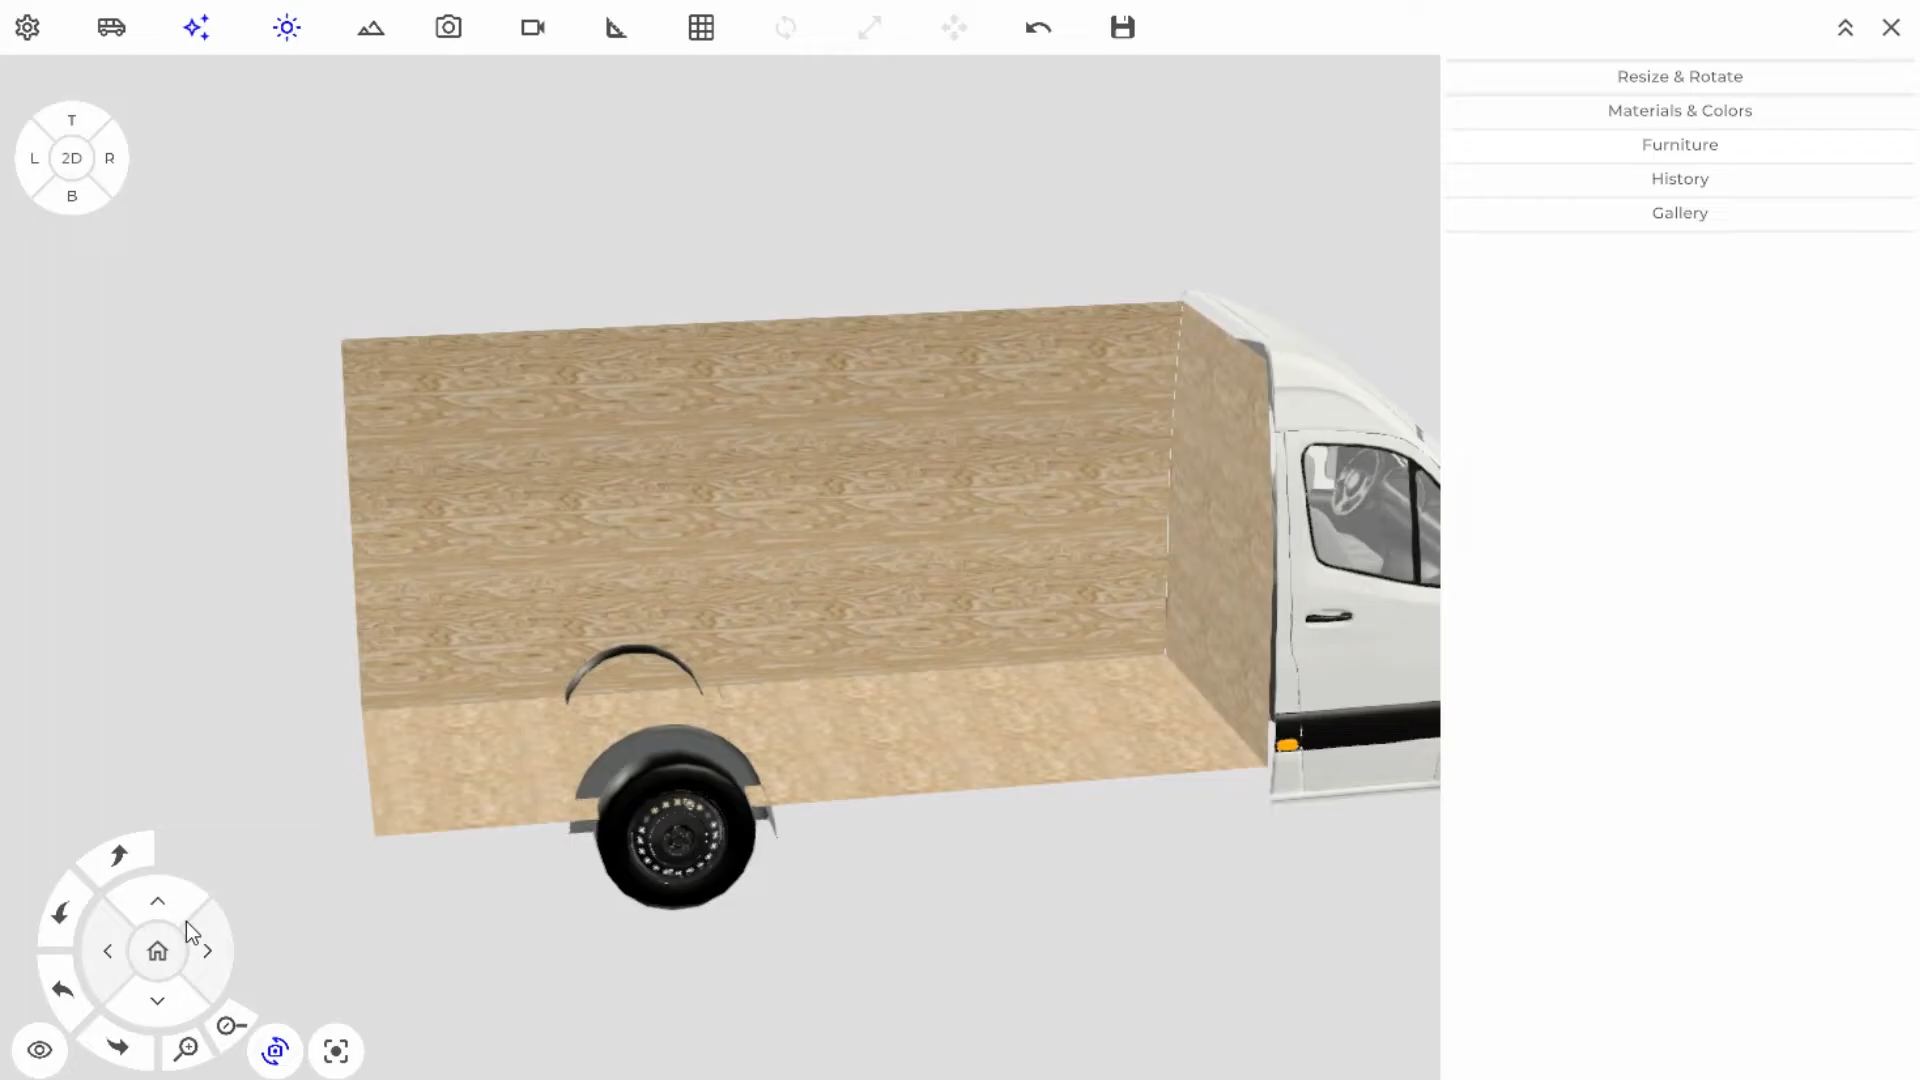 T
L 2D R
B
Resize & Rotate
Materials & Colors
Furniture
History
Gallery